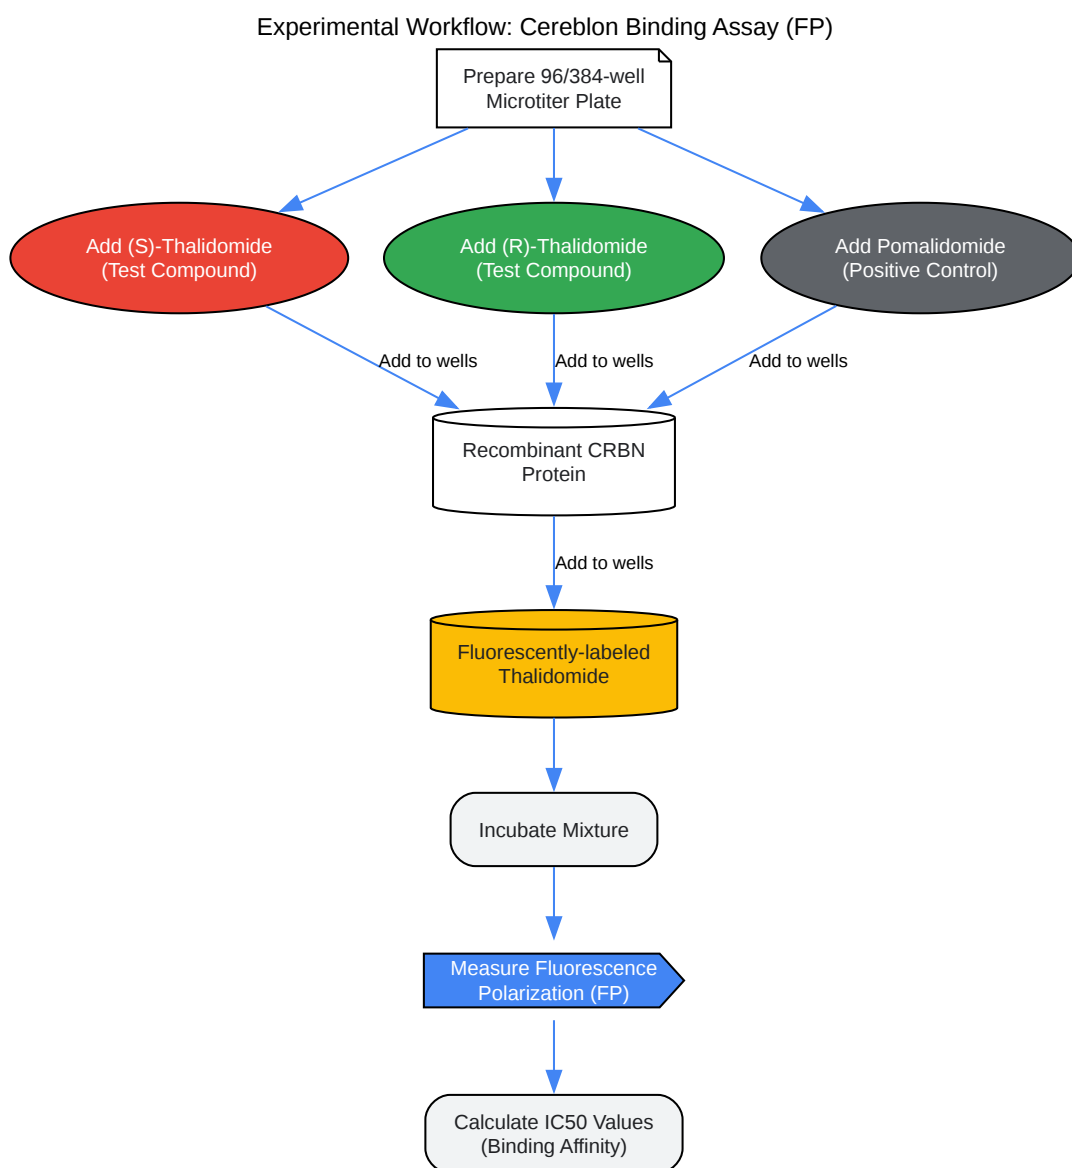 Experimental Workflow: Cereblon Binding Assay (FP)
Prepare 96/384-well
Microtiter Plate
Add (S)-Thalidomide
(Test Compound)
Add (R)-Thalidomide
(Test Compound)
Add Pomalidomide
(Positive Control)
Add to wells
Add to wells
Add to wells
Recombinant CRBN
Protein
Add to wells
Fluorescently-labeled
Thalidomide
Incubate Mixture
Measure Fluorescence
Polarization (FP)
Calculate IC50 Values
(Binding Affinity)